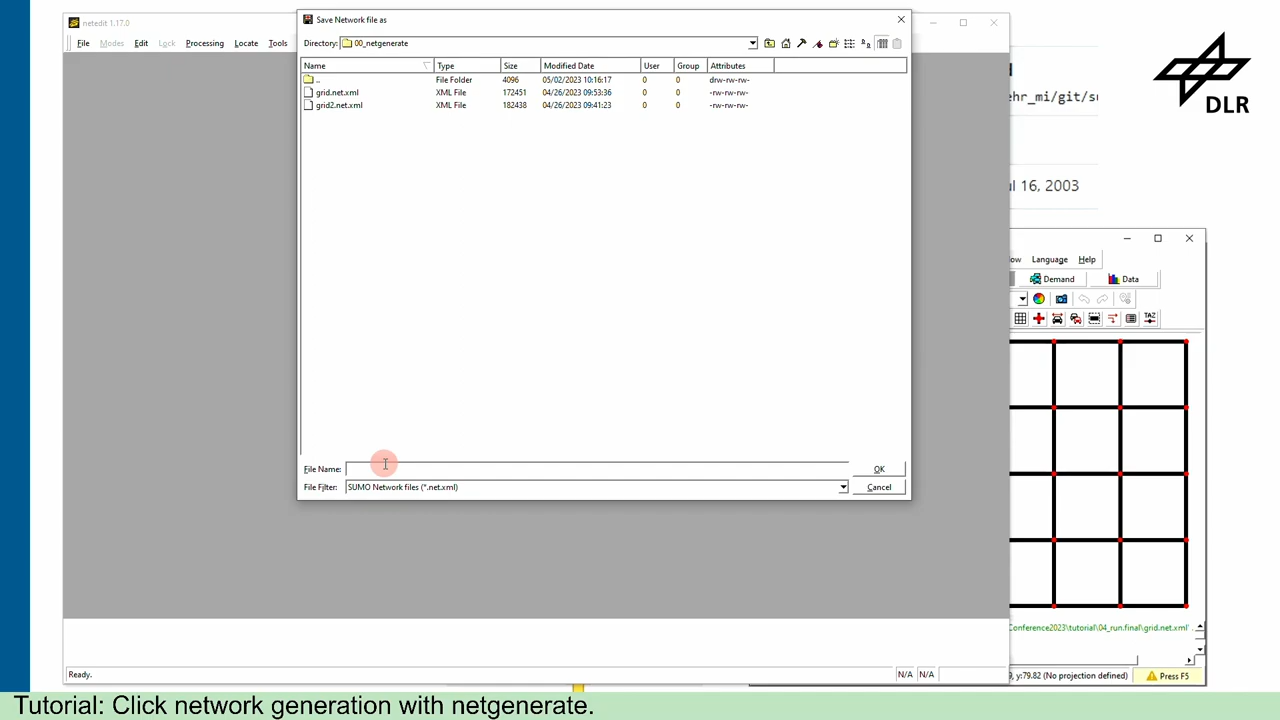 netedit 1.17.0
File Modes Edit Lock Processing Locate Tools
Save Network file as
Directory: 00_netgenerate
Name Type Size Modified Date User Group Attributes
.. File Folder 4096 05/02/2023 10:16:17 0 0 drw-rw-rw-
grid.net.xml XML File 172451 04/26/2023 09:53:36 0 0 -rw-rw-rw-
grid2.net.xml XML File 182438 04/26/2023 09:41:23 0 0 -rw-rw-rw-
File Name: OK
File Filter: SUMO Network files (*.net.xml) Cancel
Ready. N/A N/A
DLR
ehr_mi/git/su
ul 16, 2003
ow Language Help
Demand Data
TAZ
Conference2023\tutorial\04_run.final\grid.net.xml'
9, y:79.82 (No projection defined) Press F5
Tutorial: Click network generation with netgenerate.